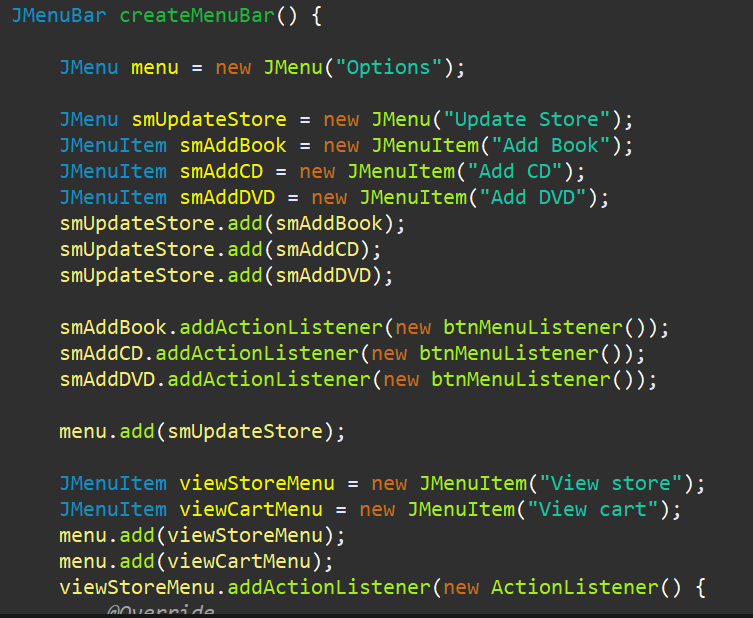 JMenuBar createMenuBar() {
JMenu menu = new JMenu("Options");
JMenu smUpdateStore = new JMenu("Update Store");
JMenuItem smAddBook = new JMenuItem("Add Book");
JMenuItem smAddCD = new JMenuItem("Add CD");
JMenuItem smAddDVD = new JMenuItem("Add DVD");
smUpdateStore.add(smAddBook);
smUpdateStore.add(smAddCD);
smUpdateStore.add(smAddDVD);
smAddBook.addActionListener(new btnMenuListener());
smAddCD.addActionListener(new btnMenuListener());
smAddDVD.addActionListener(new btnMenuListener());
menu.add(smUpdateStore);
JMenuItem viewStoreMenu = new JMenuItem("View store");
JMenuItem viewCartMenu = new JMenuItem("View cart");
menu.add(viewStoreMenu);
menu.add(viewCartMenu);
viewStoreMenu.addActionListener(new ActionListener() {
@Override